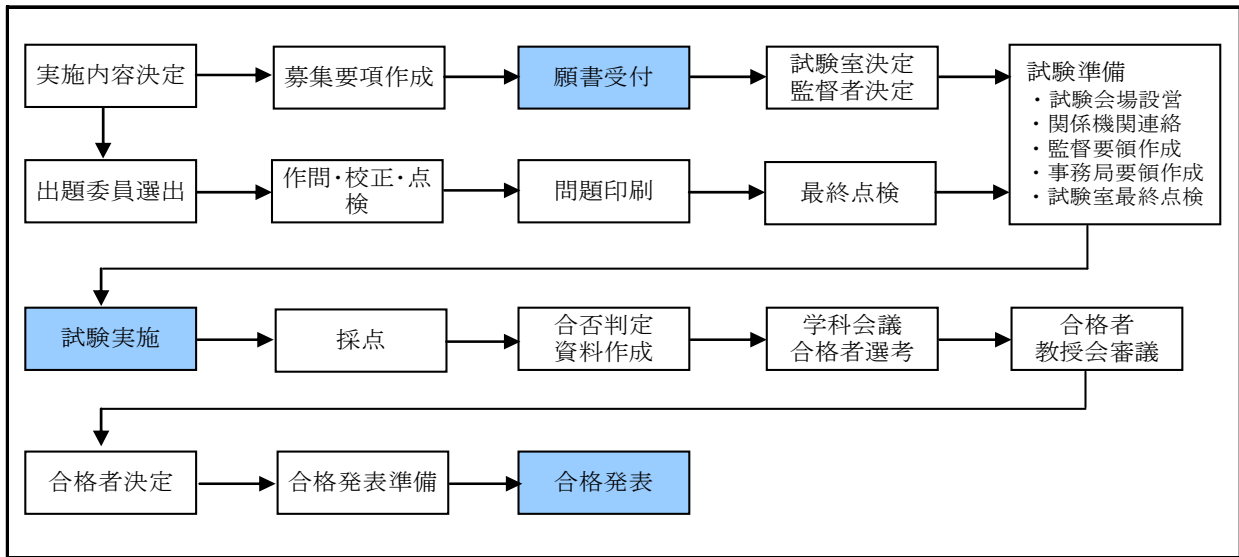 実施内容決定
募集要項作成
願書受付
試験室決定
監督者決定
試験準備
・試験会場設営
・関係機関連絡
・監督要領作成
・事務局要領作成
・試験室最終点検
出題委員選出
作問･校正･点
検
問題印刷
最終点検
試験実施
採点
合否判定
資料作成
学科会議
合格者選考
合格者
教授会審議
合格者決定
合格発表準備
合格発表